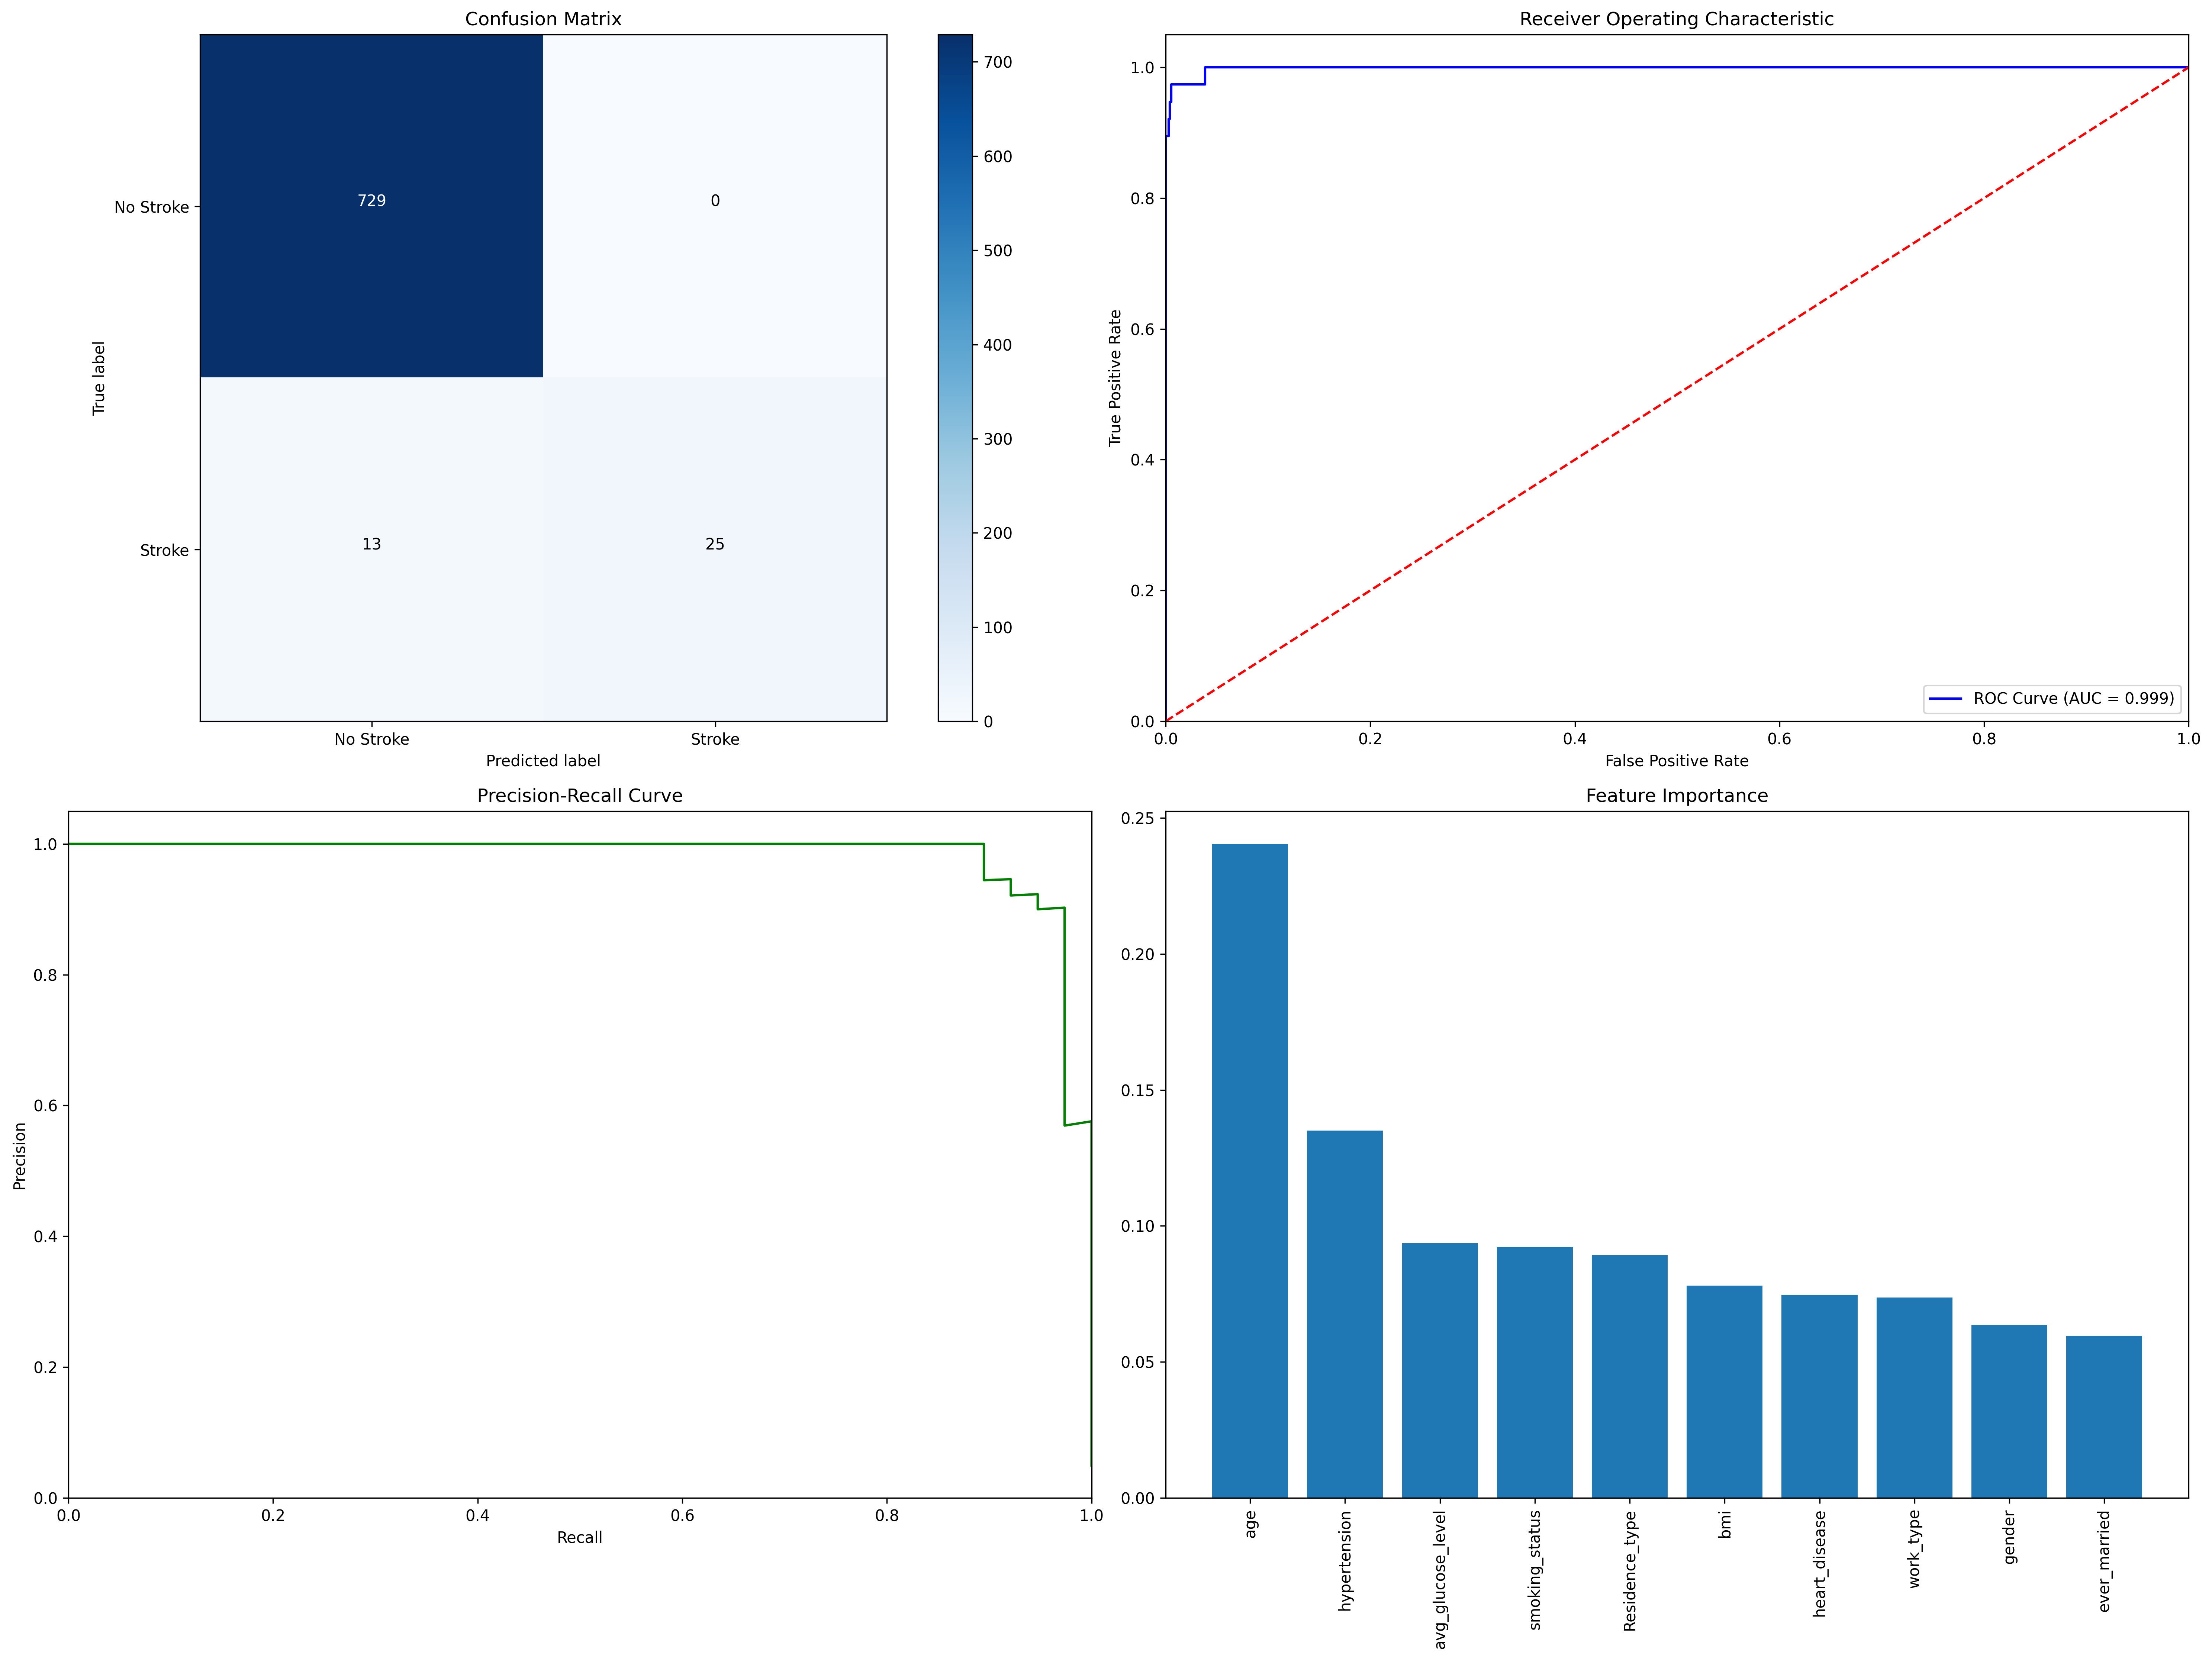 Confusion Matrix
No Stroke
Stroke
True label
729
0
13
25
No Stroke
Stroke
Predicted label
700
600
500
400
300
200
100
0
Receiver Operating Characteristic
1.0
0.8
0.6
0.4
0.2
0.0
True Positive Rate
ROC Curve (AUC = 0.999)
0.0
0.2
0.4
0.6
0.8
1.0
False Positive Rate
Precision-Recall Curve
1.0
0.8
0.6
0.4
0.2
0.0
Precision
0.0
0.2
0.4
0.6
0.8
1.0
Recall
Feature Importance
0.25
0.20
0.15
0.10
0.05
0.00
age
hypertension
avg_glucose_level
smoking_status
Residence_type
bmi
heart_disease
work_type
gender
ever_married